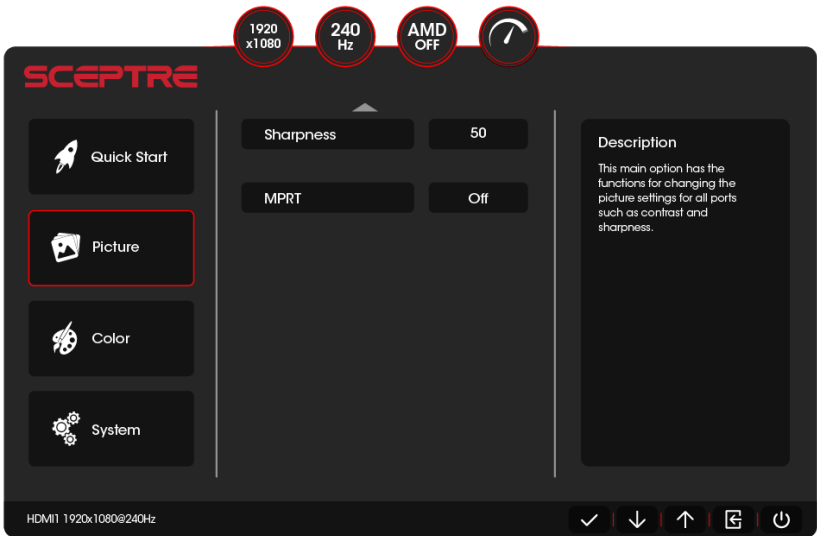 1920
x1080
240
Hz
AMD
OFF
SCEPTRE
Quick Start
Picture
Color
System
Sharpness
50
MPRT
Off
Description
This main option has the
functions for changing the
picture settings for all ports
such as contrast and
sharpness.
HDMI1 1920x1080@240Hz